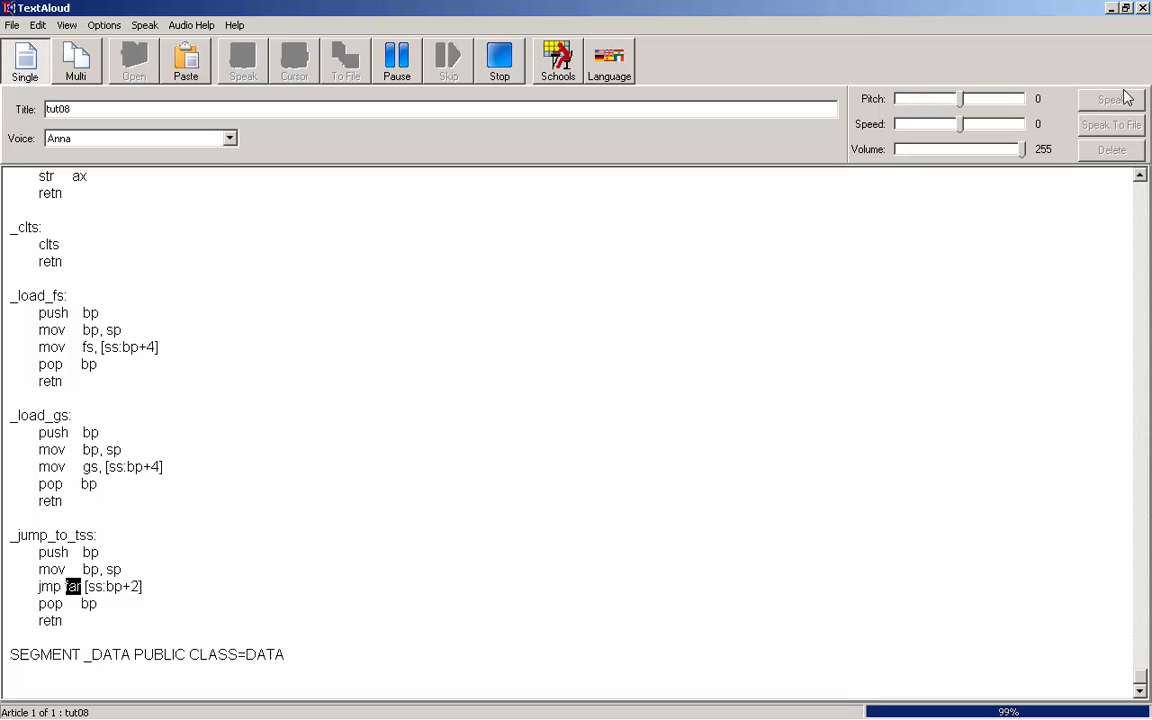 TextAloud
File Edit View Options Speak Audio Help Help
Single Multi Open Paste Speak Cursor To File Pause Skip Stop Schools Language
Title: tut08
Voice: Anna
Pitch: 0
Speed: 0
Volume: 255
Speak
Speak To File
Delete
str ax
retn
_clts:
clts
retn
_load_fs:
push bp
mov bp, sp
mov fs, [ss:bp+4]
pop bp
retn
_load_gs:
push bp
mov bp, sp
mov gs, [ss:bp+4]
pop bp
retn
_jump_to_tss:
push bp
mov bp, sp
jmp far [ss:bp+2]
pop bp
retn
SEGMENT _DATA PUBLIC CLASS=DATA
Article 1 of 1 : tut08
99%